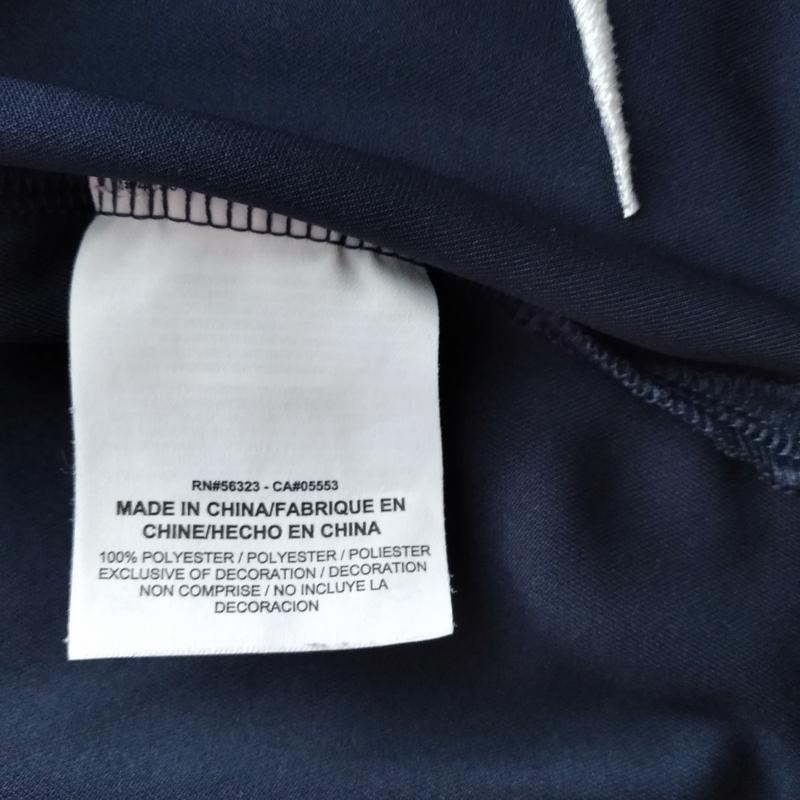 RN#56323 - CA#05553
MADE IN CHINA/FABRIQUE EN
CHINE/HECHO EN CHINA
100% POLYESTER / POLYESTER / POLIESTER
EXCLUSIVE OF DECORATION / DECORATION
NON COMPRISE / NO INCLUYE LA
DECORACION